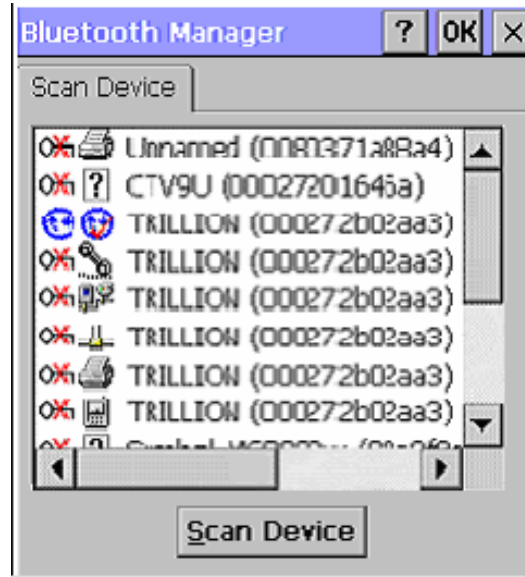 Bluetooth Manager ? OK ×
Scan Device
Unnamed
? CTV9U (00027201646a)
TRILLION (000272b02aa3)
TRILLION (000272b02aa3)
TRILLION (000272b02aa3)
TRILLION (000272b02aa3)
TRILLION (000272b02aa3)
TRILLION (000272b02aa3)
?
Scan Device